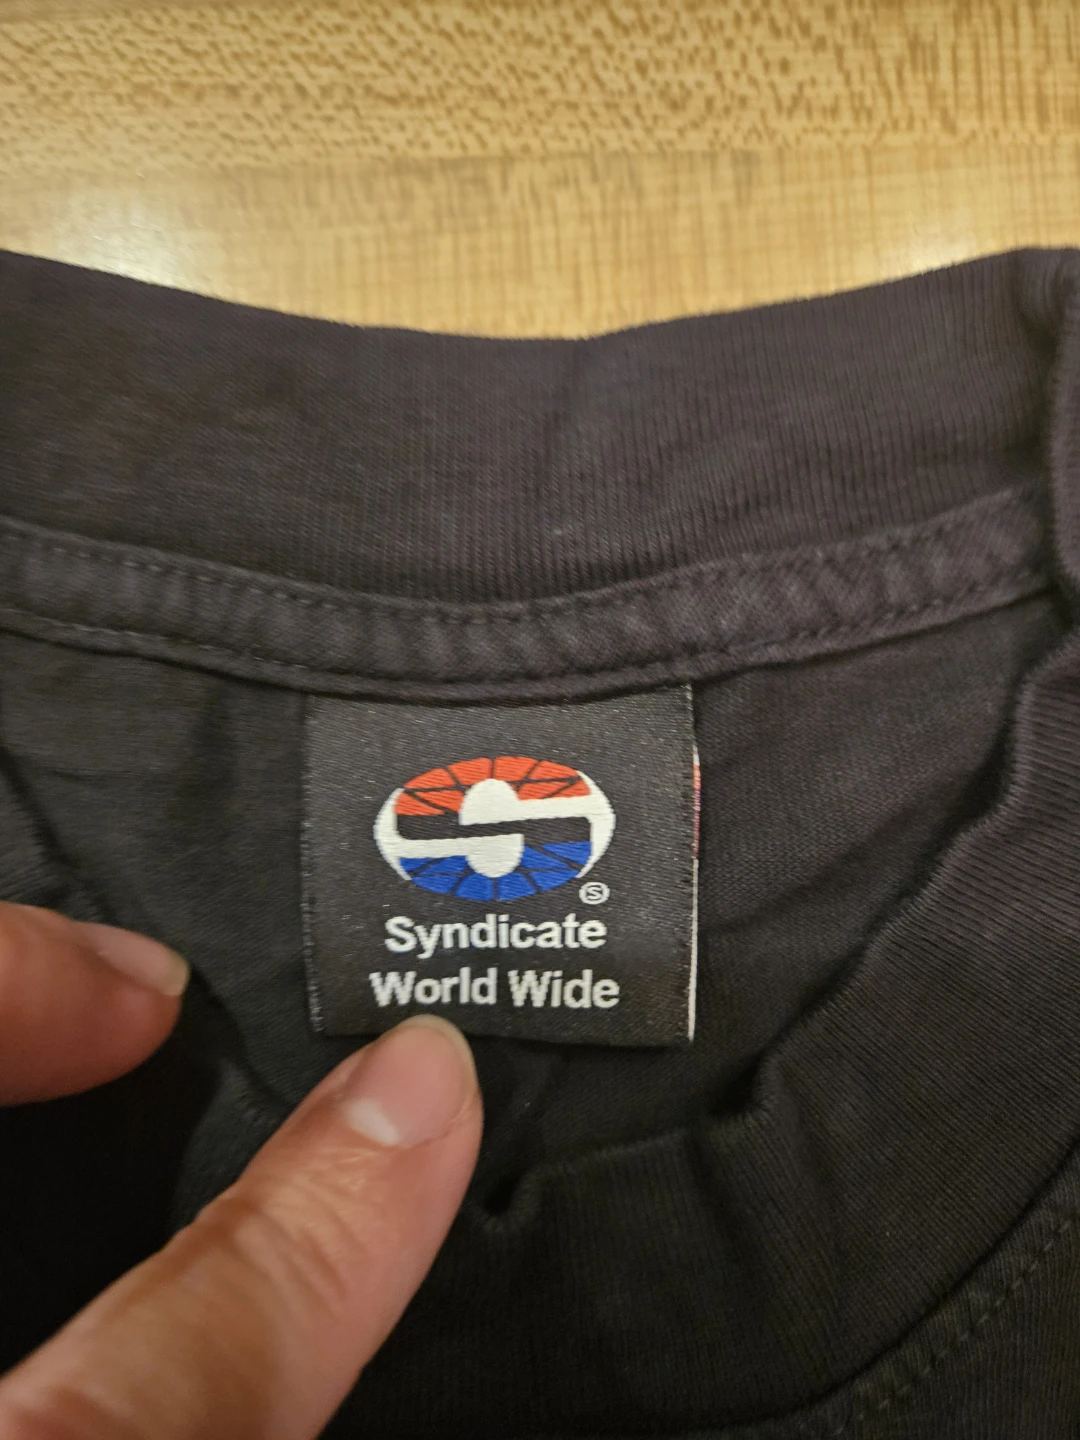 Ⓢ
Syndicate
World Wide